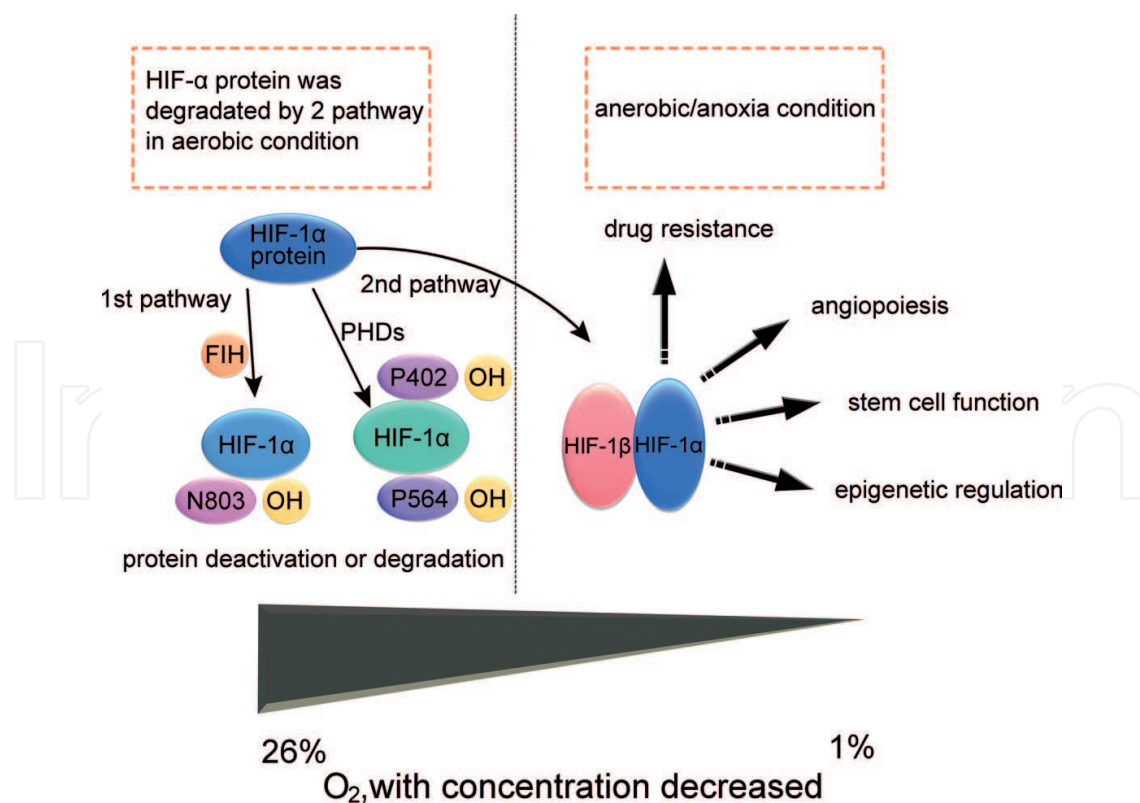 HIF-α protein was
degraded by 2 pathway
in aerobic condition
anerobic/anoxia condition
HIF-1α
protein
1st pathway
2nd pathway
FIH
PHDs
P402
OH
HIF-1α
HIF-1α
N803
OH
P564
OH
protein deactivation or degradation
drug resistance
angiopoiesis
stem cell function
epigenetic regulation
HIF-1β
HIF-1α
26%
1%
O₂,with concentration decreased